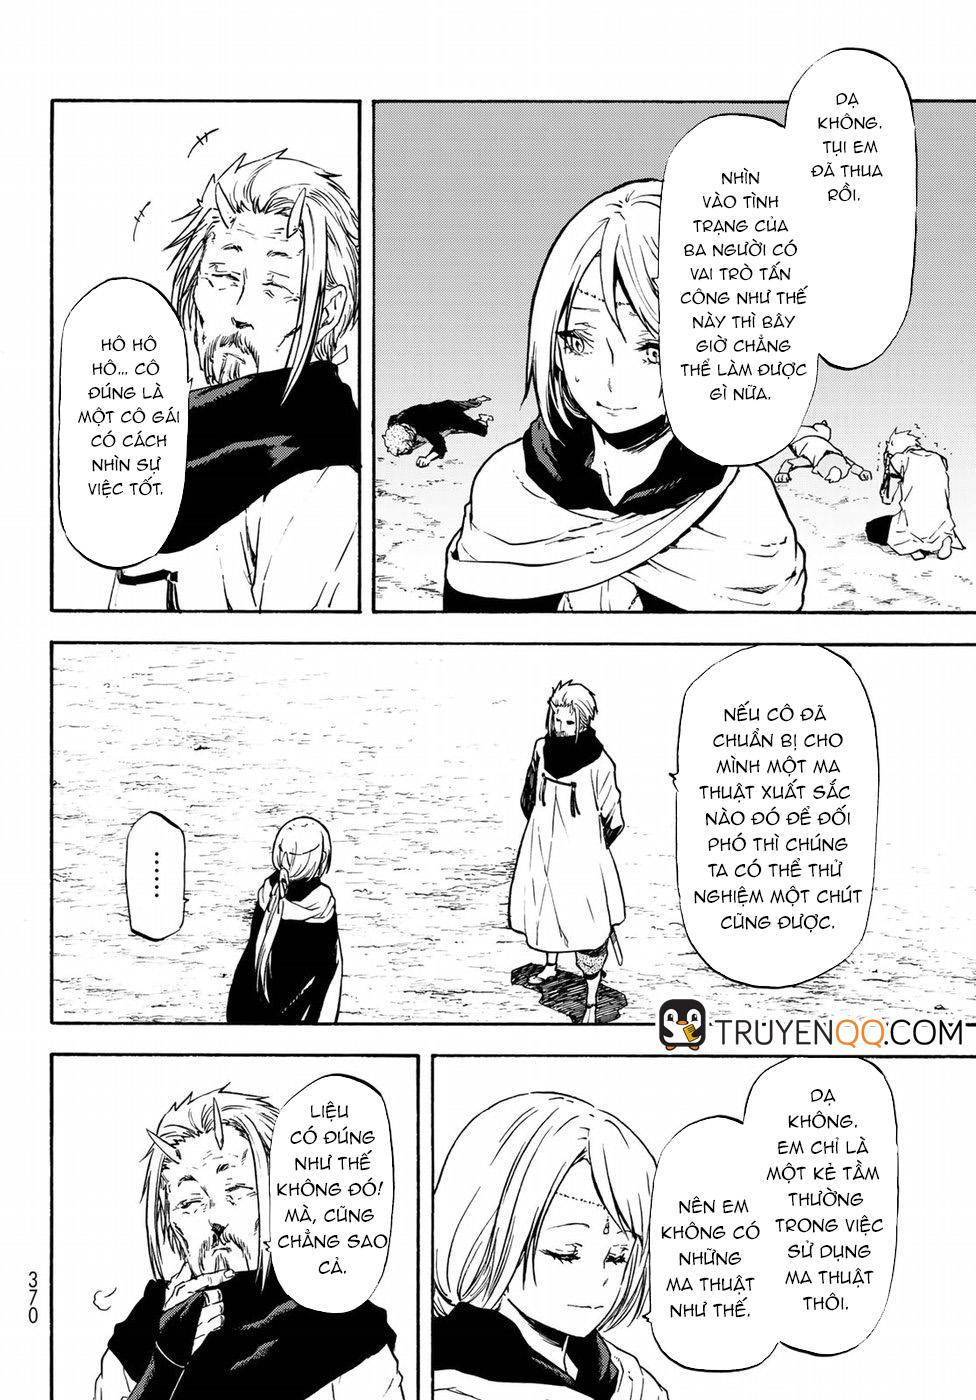 DẠ
KHÔNG.
TỤI EM
ĐÃ THUA
RỒI.
NHÌN
VÀO TÌNH
TRẠNG CỦA
BA NGƯỜI CÓ
VAI TRÒ TẤN
CÔNG NHƯ THẾ
NÀY THÌ BÂY
GIỜ CHẲNG
THỂ LÀM ĐƯỢC
GÌ NỮA.
HÔ HÔ
HÔ... CÔ
ĐÚNG LÀ
MỘT CÔ GÁI
CÓ CÁCH
NHÌN SỰ
VIỆC TỐT.
NẾU CÔ ĐÃ
CHUẨN BỊ CHO
MÌNH MỘT MA
THUẬT XUẤT SẮC
NÀO ĐÓ ĐỂ ĐỐI
PHÓ THÌ CHÚNG
TA CÓ THỂ THỬ
NGHIỆM MỘT CHÚT
CŨNG ĐƯỢC.
........
TRUYENQQ.COM
DẠ
KHÔNG.
EM CHỈ LÀ
MỘT KẺ TẦM
THƯỜNG
TRONG VIỆC
SỬ DỤNG
MA THUẬT
THÔI.
NÊN EM
KHÔNG CÓ
NHỮNG
MA THUẬT
NHƯ THẾ.
LIỆU
CÓ ĐÚNG
NHƯ THẾ
KHÔNG ĐÓ!
MÀ, CŨNG
CHẲNG SAO
CẢ.
370